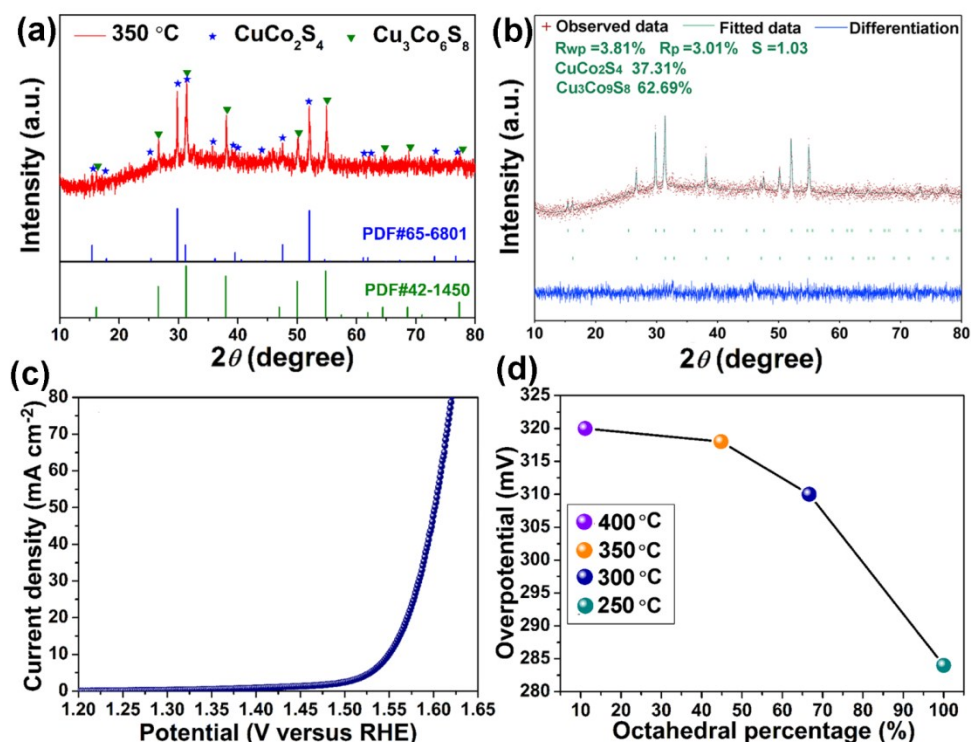 (a)
350 °C ★ CuCo₂S₄ ▼ Cu₃Co₆S₈
Intensity (a.u.)
PDF#65-6801
PDF#42-1450
10 20 30 40 50 60 70 80
2θ (degree)
(b)
+ Observed data Fitted data Differentiation
Rwp =3.81% Rp =3.01% S =1.03
CuCo₂S₄ 37.31%
Cu₃Co₉S₈ 62.69%
Intensity (a.u.)
10 20 30 40 50 60 70 80
2θ (degree)
(c)
Current density (mA cm⁻²)
80
70
60
50
40
30
20
10
0
1.20 1.25 1.30 1.35 1.40 1.45 1.50 1.55 1.60 1.65
Potential (V versus RHE)
(d)
Overpotential (mV)
325
320
315
310
305
300
295
290
285
280
400 °C
350 °C
300 °C
250 °C
10 20 30 40 50 60 70 80 90 100
Octahedral percentage (%)